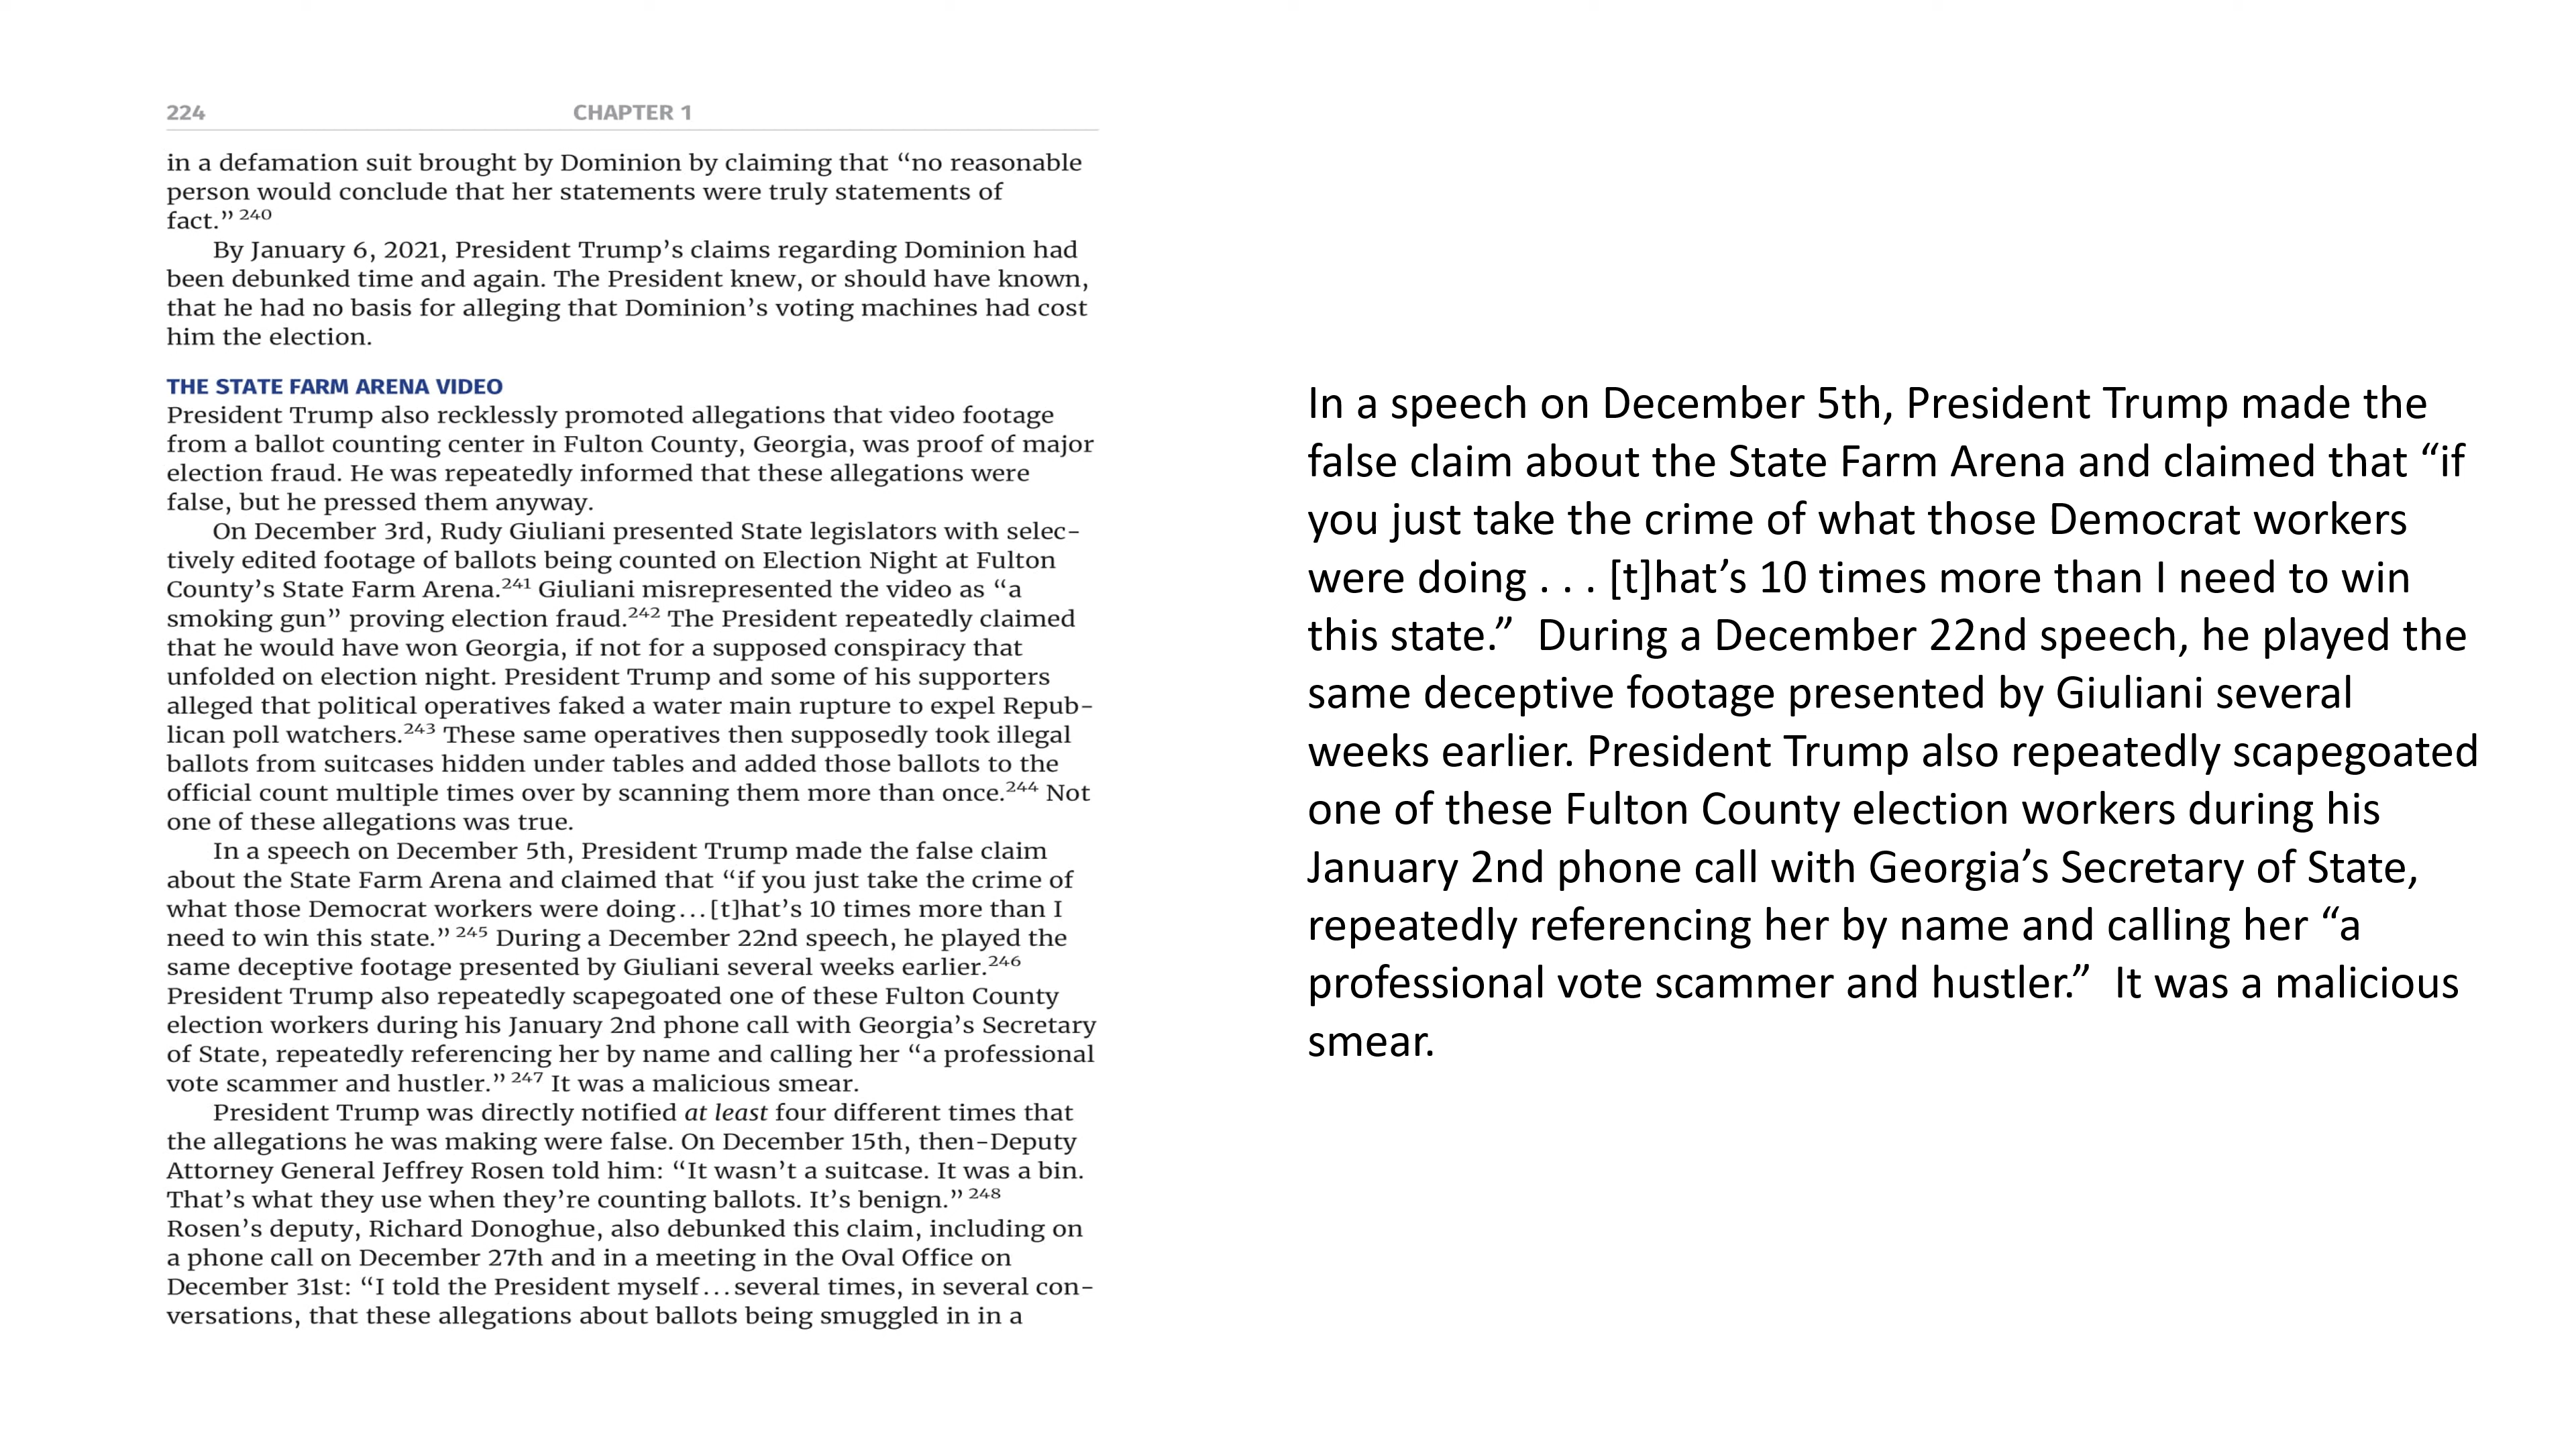 224 CHAPTER 1
in a defamation suit brought by Dominion by claiming that “no reasonable
person would conclude that her statements were truly statements of
fact.” 240
By January 6, 2021, President Trump’s claims regarding Dominion had
been debunked time and again. The President knew, or should have known,
that he had no basis for alleging that Dominion’s voting machines had cost
him the election.
THE STATE FARM ARENA VIDEO
President Trump also recklessly promoted allegations that video footage
from a ballot counting center in Fulton County, Georgia, was proof of major
election fraud. He was repeatedly informed that these allegations were
false, but he pressed them anyway.
On December 3rd, Rudy Giuliani presented State legislators with selec-
tively edited footage of ballots being counted on Election Night at Fulton
County’s State Farm Arena.241 Giuliani misrepresented the video as “a
smoking gun” proving election fraud.242 The President repeatedly claimed
that he would have won Georgia, if not for a supposed conspiracy that
unfolded on election night. President Trump and some of his supporters
alleged that political operatives faked a water main rupture to expel Repub-
lican poll watchers.243 These same operatives then supposedly took illegal
ballots from suitcases hidden under tables and added those ballots to the
official count multiple times over by scanning them more than once.244 Not
one of these allegations was true.
In a speech on December 5th, President Trump made the false claim
about the State Farm Arena and claimed that “if you just take the crime of
what those Democrat workers were doing...[t]hat’s 10 times more than I
need to win this state.” 245 During a December 22nd speech, he played the
same deceptive footage presented by Giuliani several weeks earlier.246
President Trump also repeatedly scapegoated one of these Fulton County
election workers during his January 2nd phone call with Georgia’s Secretary
of State, repeatedly referencing her by name and calling her “a professional
vote scammer and hustler.” 247 It was a malicious smear.
President Trump was directly notified at least four different times that
the allegations he was making were false. On December 15th, then-Deputy
Attorney General Jeffrey Rosen told him: “It wasn’t a suitcase. It was a bin.
That’s what they use when they’re counting ballots. It’s benign.” 248
Rosen’s deputy, Richard Donoghue, also debunked this claim, including on
a phone call on December 27th and in a meeting in the Oval Office on
December 31st: “I told the President myself...several times, in several con-
versations, that these allegations about ballots being smuggled in in a
In a speech on December 5th, President Trump made the
false claim about the State Farm Arena and claimed that “if
you just take the crime of what those Democrat workers
were doing . . . [t]hat’s 10 times more than I need to win
this state.”  During a December 22nd speech, he played the
same deceptive footage presented by Giuliani several
weeks earlier. President Trump also repeatedly scapegoated
one of these Fulton County election workers during his
January 2nd phone call with Georgia’s Secretary of State,
repeatedly referencing her by name and calling her “a
professional vote scammer and hustler.”  It was a malicious
smear.